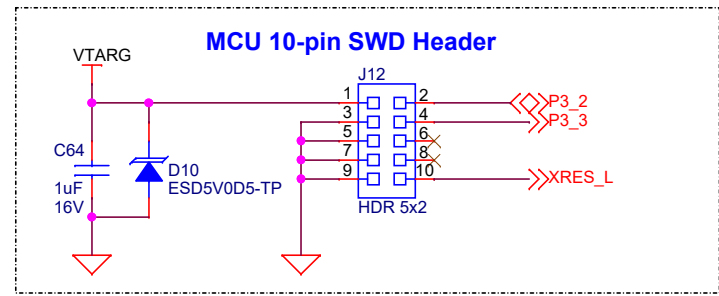 MCU 10-pin SWD Header
VTARG
J12
1 2 P3_2
3 4 P3_3
5 6
7 8
9 10 XRES_L
C64
1uF
16V
D10
ESD5V0D5-TP
HDR 5x2